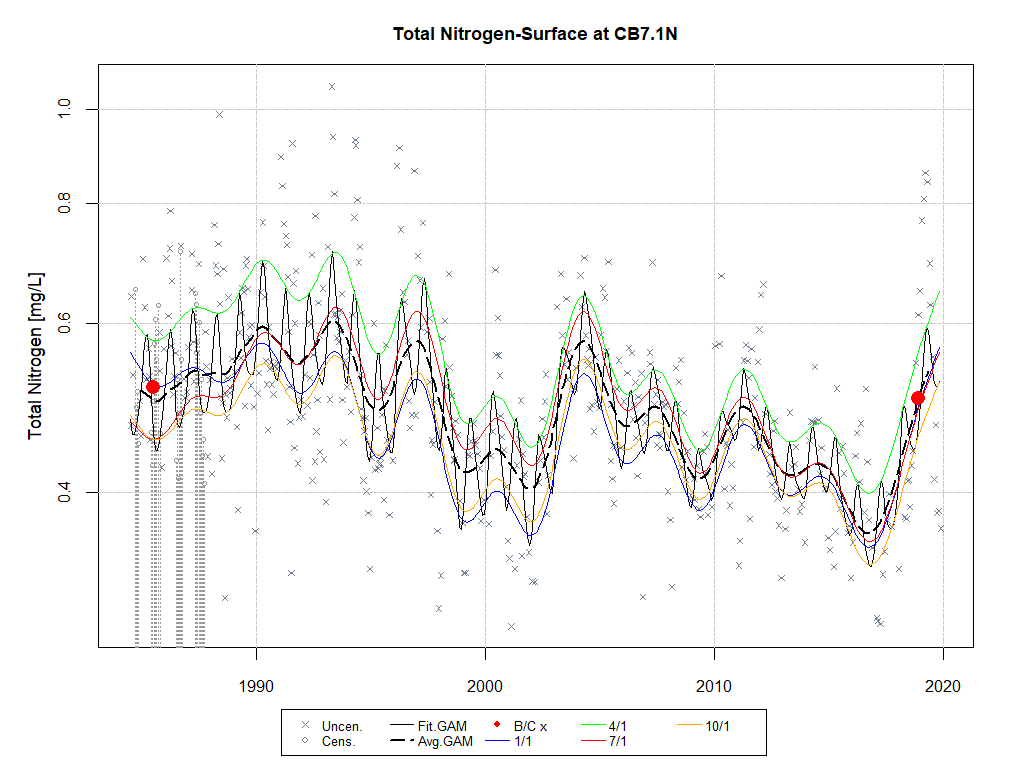 Total Nitrogen-Surface at CB7.1N
Total Nitrogen [mg/L]
1.0
0.8
0.6
0.4
1990
2000
2010
2020
Uncen. Fit.GAM B/C x 4/1 10/1
Cens. Avg.GAM 1/1 7/1